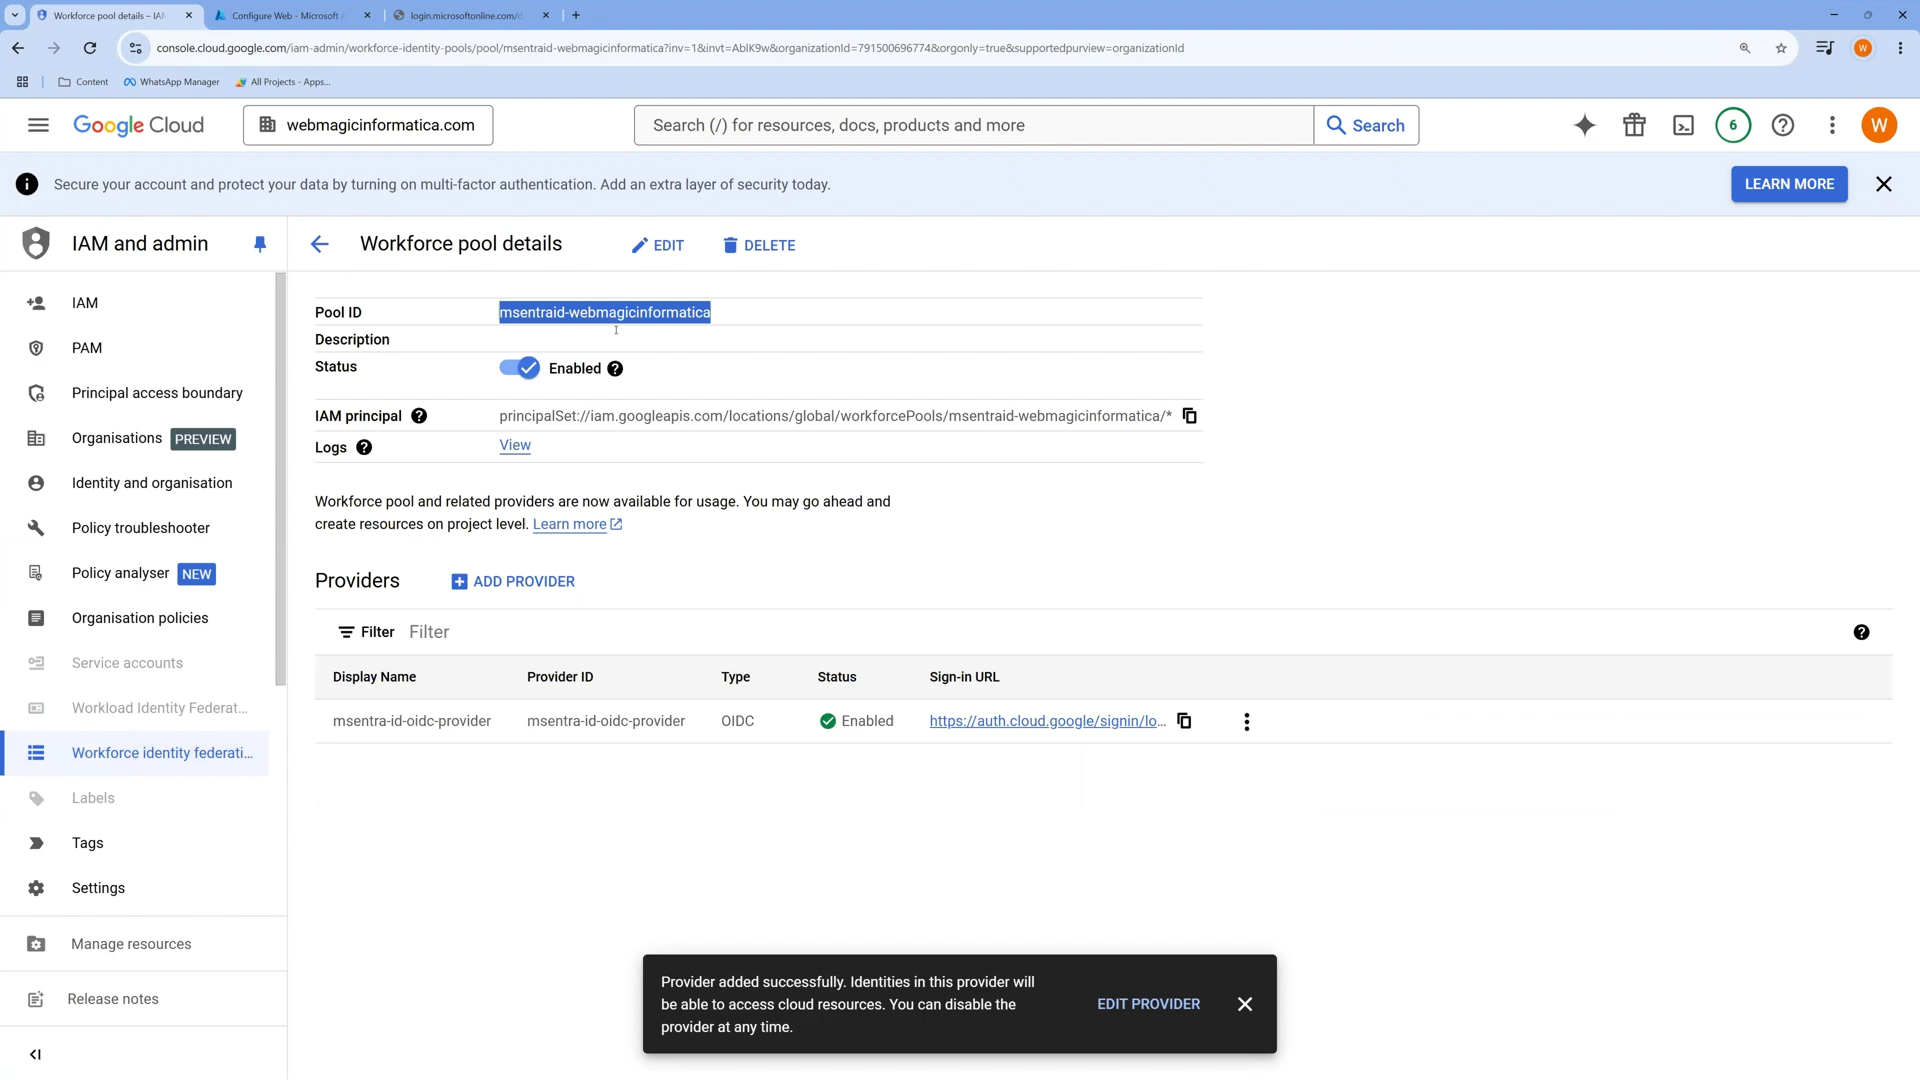 Workforce pool details – IAM
Configure Web - Microsoft A
login.microsoftonline.com/d
console.cloud.google.com/iam-admin/workforce-identity-pools/pool/msentraid-webmagicinformatica?inv=1&invt=AblK9w&organizationId=791500696774&orgonly=true&supportedpurview=organizationId
W
Content
WhatsApp Manager
All Projects - Apps...
Google Cloud
webmagicinformatica.com
Search (/) for resources, docs, products and more
Search
6
W
Secure your account and protect your data by turning on multi-factor authentication. Add an extra layer of security today.
LEARN MORE
IAM and admin
Workforce pool details
EDIT
DELETE
IAM
PAM
Principal access boundary
Organisations PREVIEW
Identity and organisation
Policy troubleshooter
Policy analyser NEW
Organisation policies
Service accounts
Workload Identity Federat...
Workforce identity federati...
Labels
Tags
Settings
Manage resources
Release notes
Pool ID msentraid-webmagicinformatica
Description
Status Enabled
IAM principal principalSet://iam.googleapis.com/locations/global/workforcePools/msentraid-webmagicinformatica/*
Logs View
Workforce pool and related providers are now available for usage. You may go ahead and
create resources on project level. Learn more
Providers ADD PROVIDER
Filter Filter
Display Name Provider ID Type Status Sign-in URL
msentra-id-oidc-provider msentra-id-oidc-provider OIDC Enabled https://auth.cloud.google/signin/lo...
Provider added successfully. Identities in this provider will
be able to access cloud resources. You can disable the
provider at any time.
EDIT PROVIDER